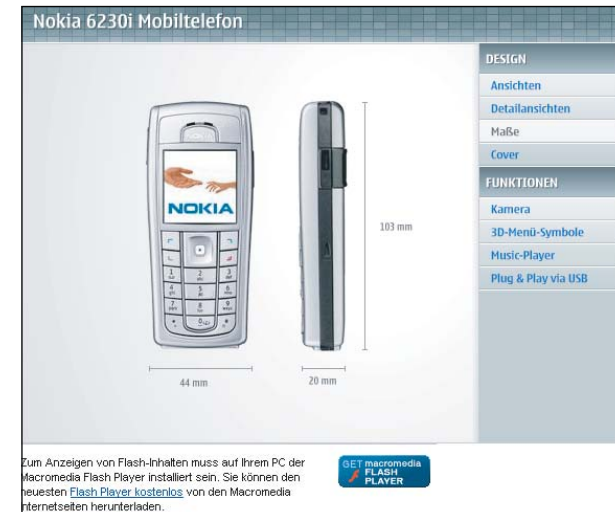 Nokia 6230i Mobiltelefon
NOKIA
103 mm
44 mm
20 mm
DESIGN
Ansichten
Detailansichten
Maße
Cover
FUNKTIONEN
Kamera
3D-Menü-Symbole
Music-Player
Plug & Play via USB
Zum Anzeigen von Flash-Inhalten muss auf Ihrem PC der
Macromedia Flash Player installiert sein. Sie können den
neuesten Flash Player kostenlos von den Macromedia
nternetseiten herunterladen.
GET macromedia
FLASH
PLAYER